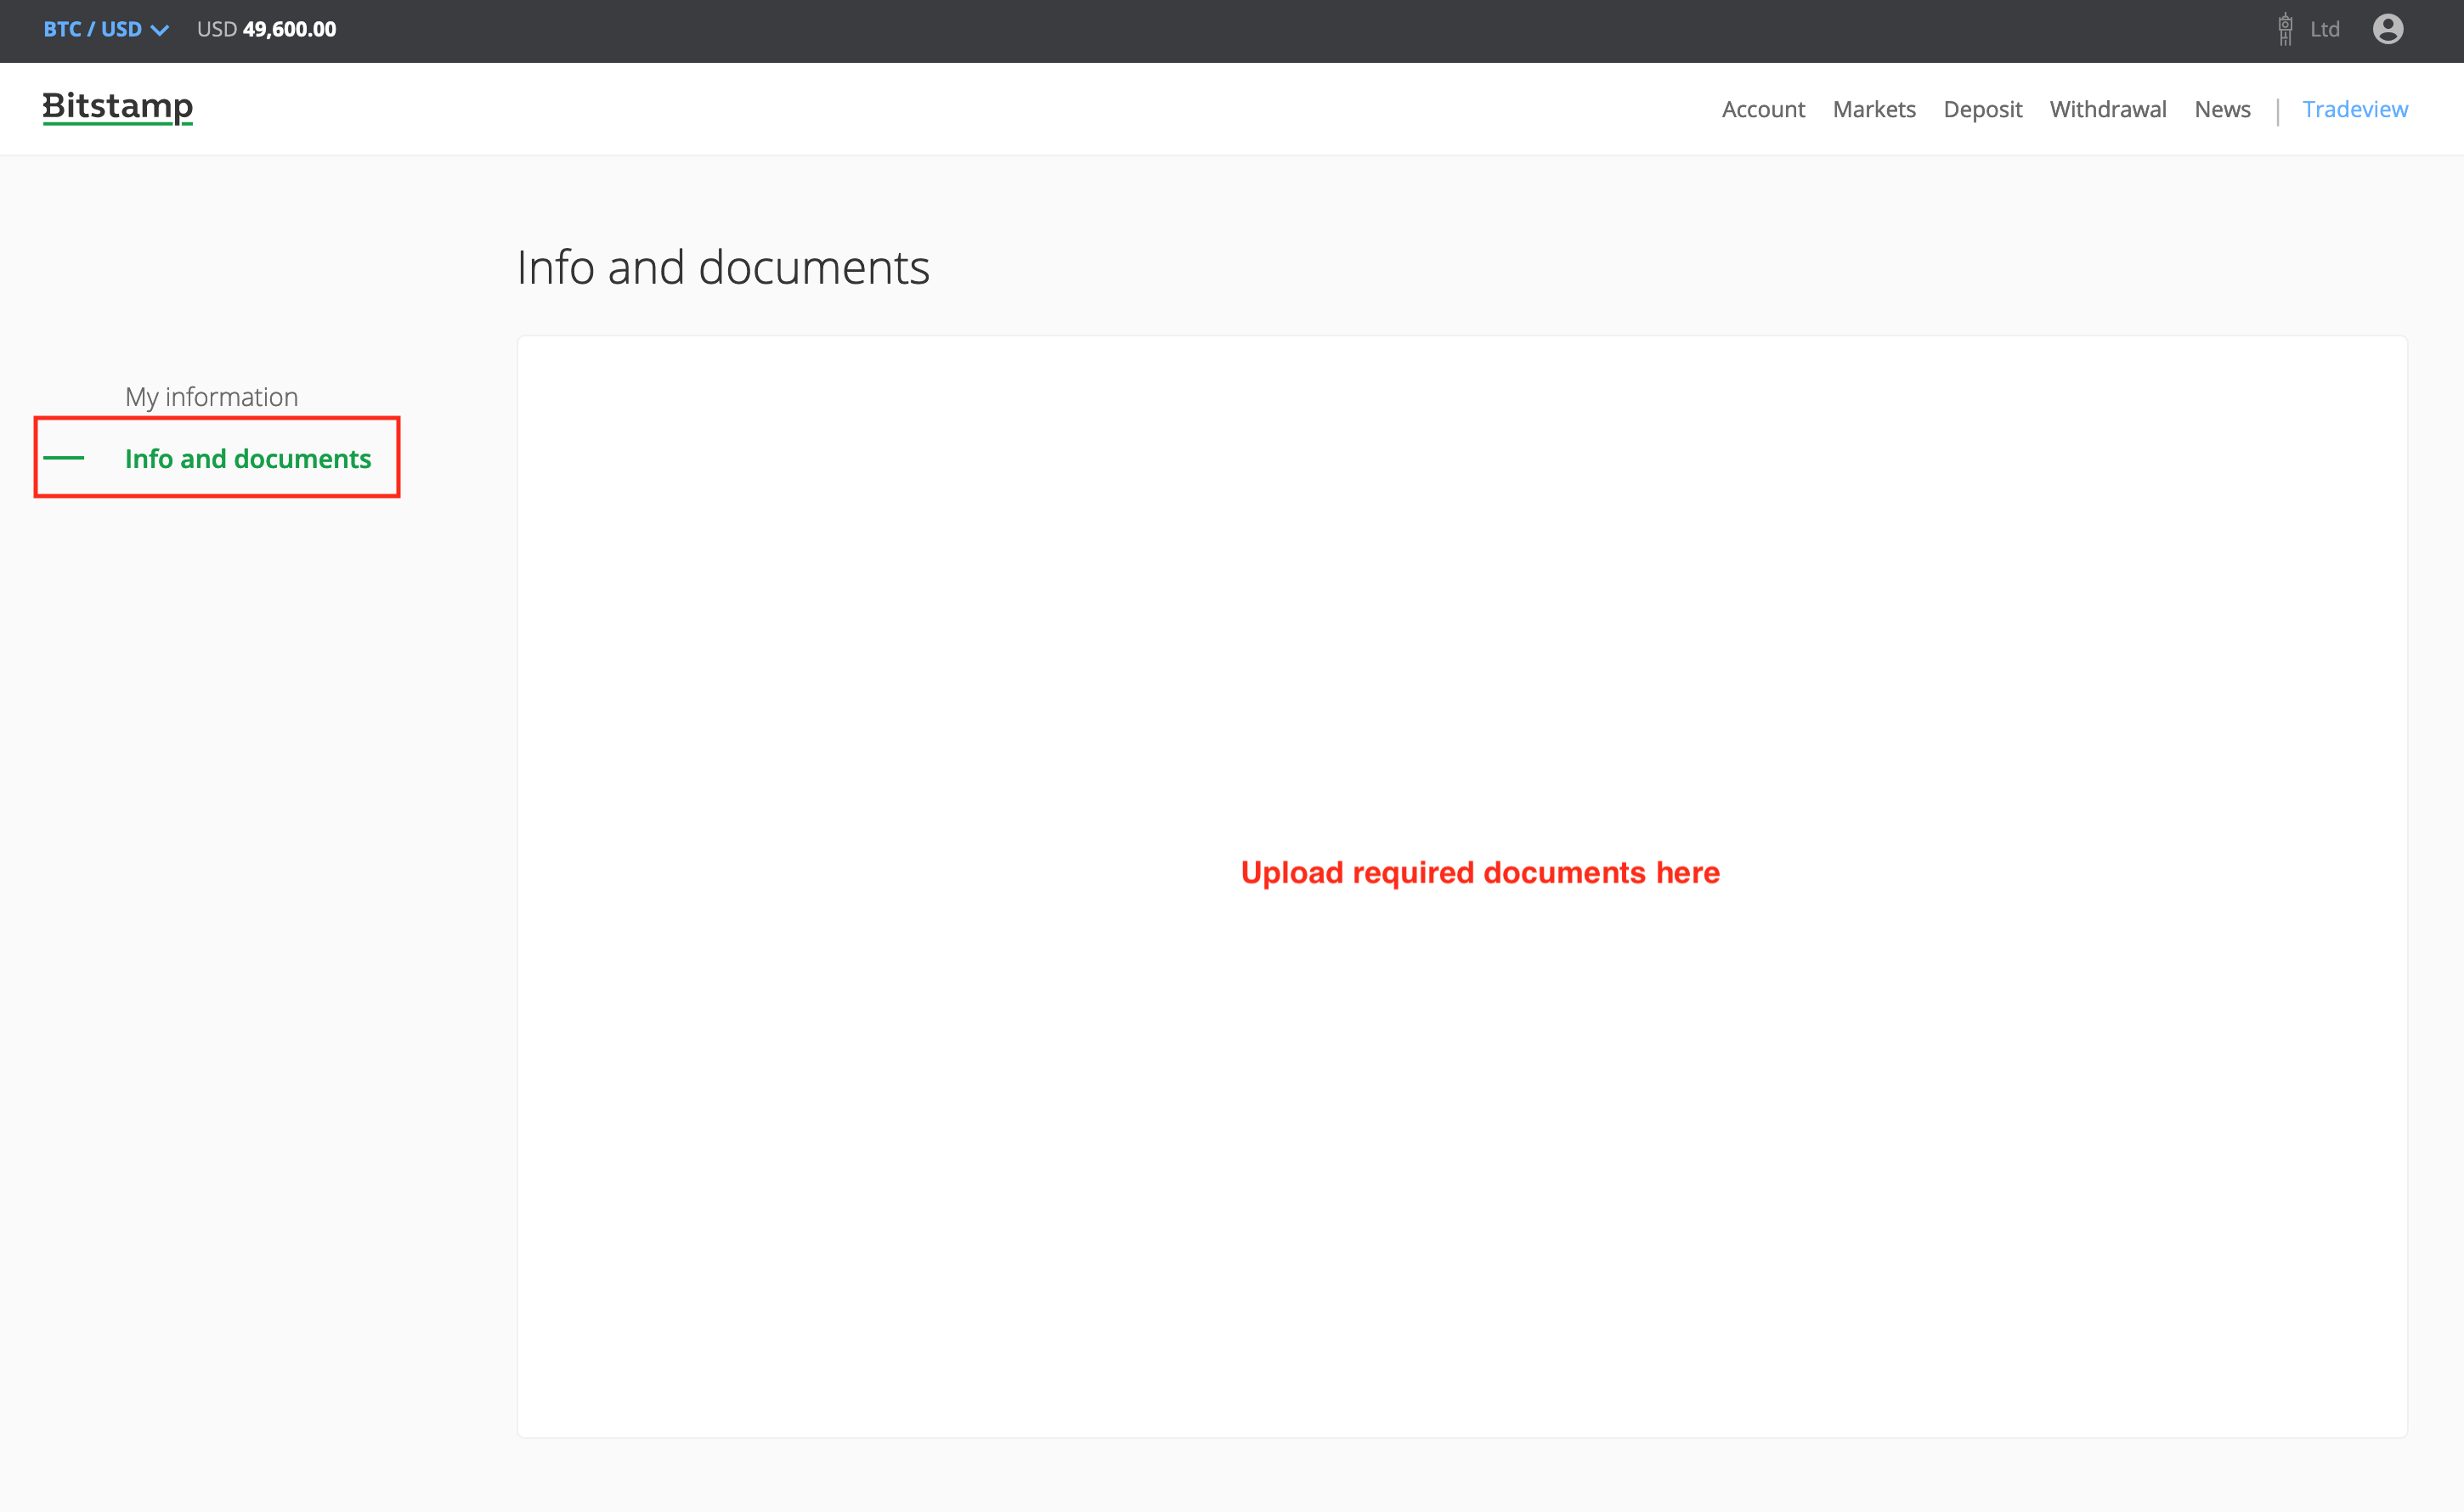 BTC / USD USD 49,600.00 Ltd
Bitstamp Account Markets Deposit Withdrawal News Tradeview
Info and documents
My information
Info and documents
Upload required documents here